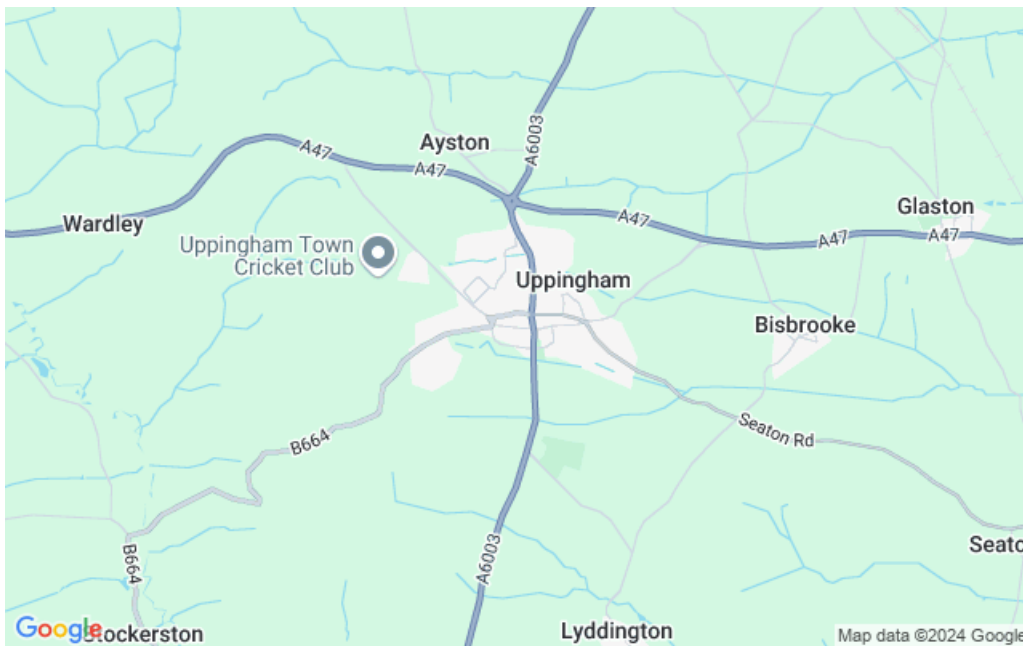 A6003
Ayston
A47
A47
Glaston
Wardley
A47
A47
A47
Uppingham Town
Cricket Club
Uppingham
Bisbrooke
Seaton Rd
B664
A6003
Seato
B664
Google
Stockerston
Lyddington
Map data ©2024 Google